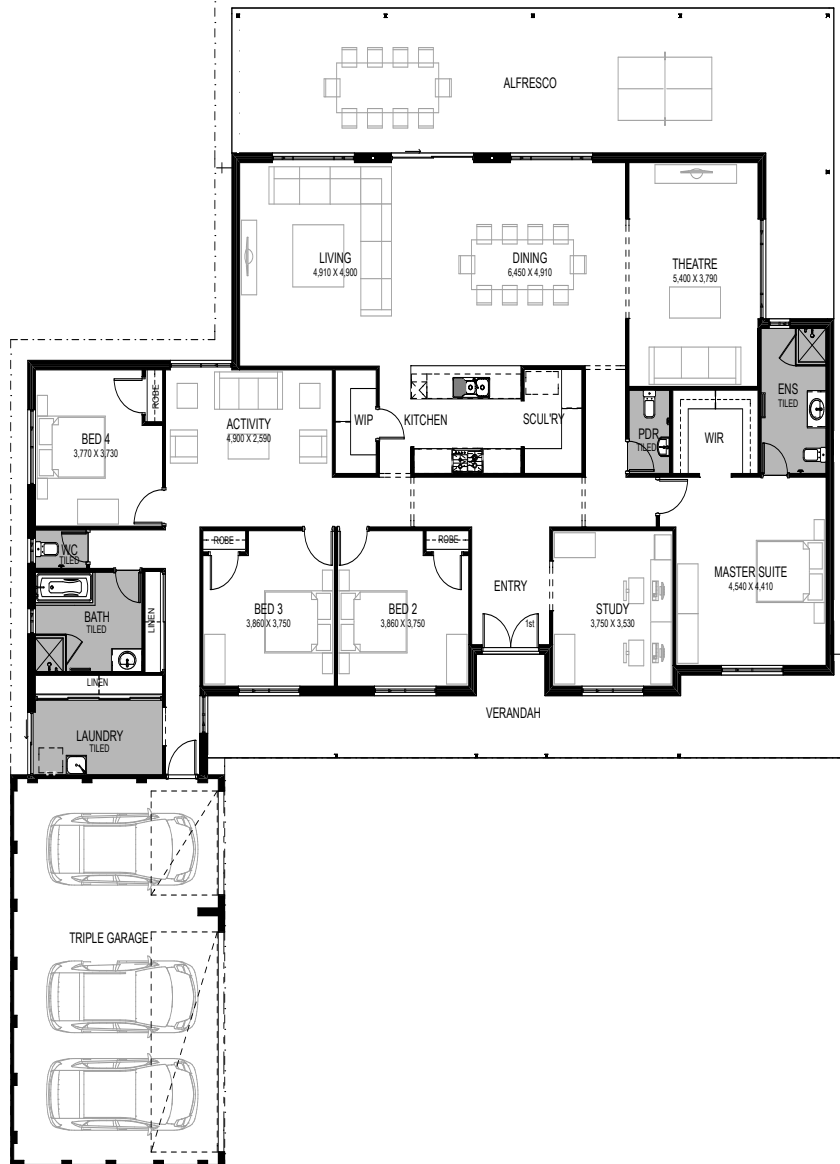 ALFRESCO
LIVING
4,910 X 4,900
DINING
6,450 X 4,910
THEATRE
5,400 X 3,790
ENS
TILED
ROBE
BED 4
3,770 X 3,730
ACTIVITY
4,900 X 2,590
WIP
KITCHEN
SCUL'RY
PDR
TILED
WIR
WC
TILED
BATH
TILED
LINEN
LINEN
ROBE
BED 3
3,860 X 3,750
ROBE
BED 2
3,860 X 3,750
ENTRY
1st
STUDY
3,750 X 3,530
MASTER SUITE
4,540 X 4,410
LAUNDRY
TILED
VERANDAH
TRIPLE GARAGE